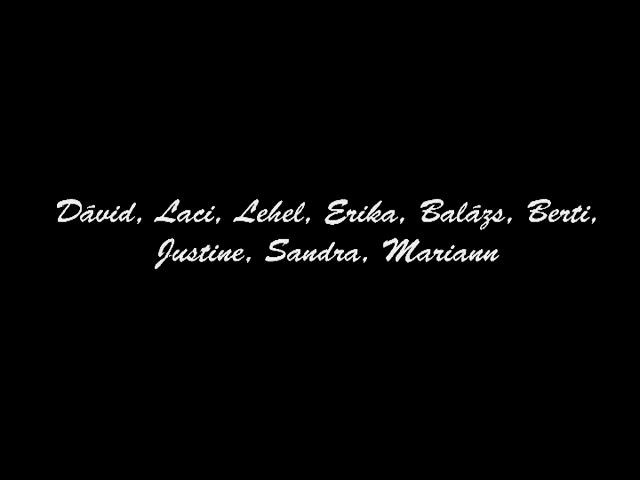 Dávid, Laci, Lehel, Erika, Balázs, Berti,
Justine, Sandra, Mariann